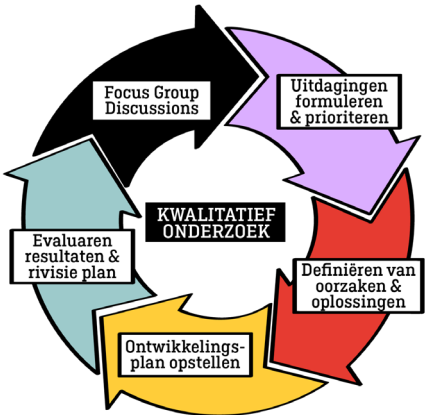 Focus Group
Discussions
Uitdagingen
formuleren
& prioriteren
KWALITATIEF
ONDERZOEK
Evaluaren
resultaten &
rivisie plan
Definiëren van
oorzaken &
oplossingen
Ontwikkelings-
plan opstellen